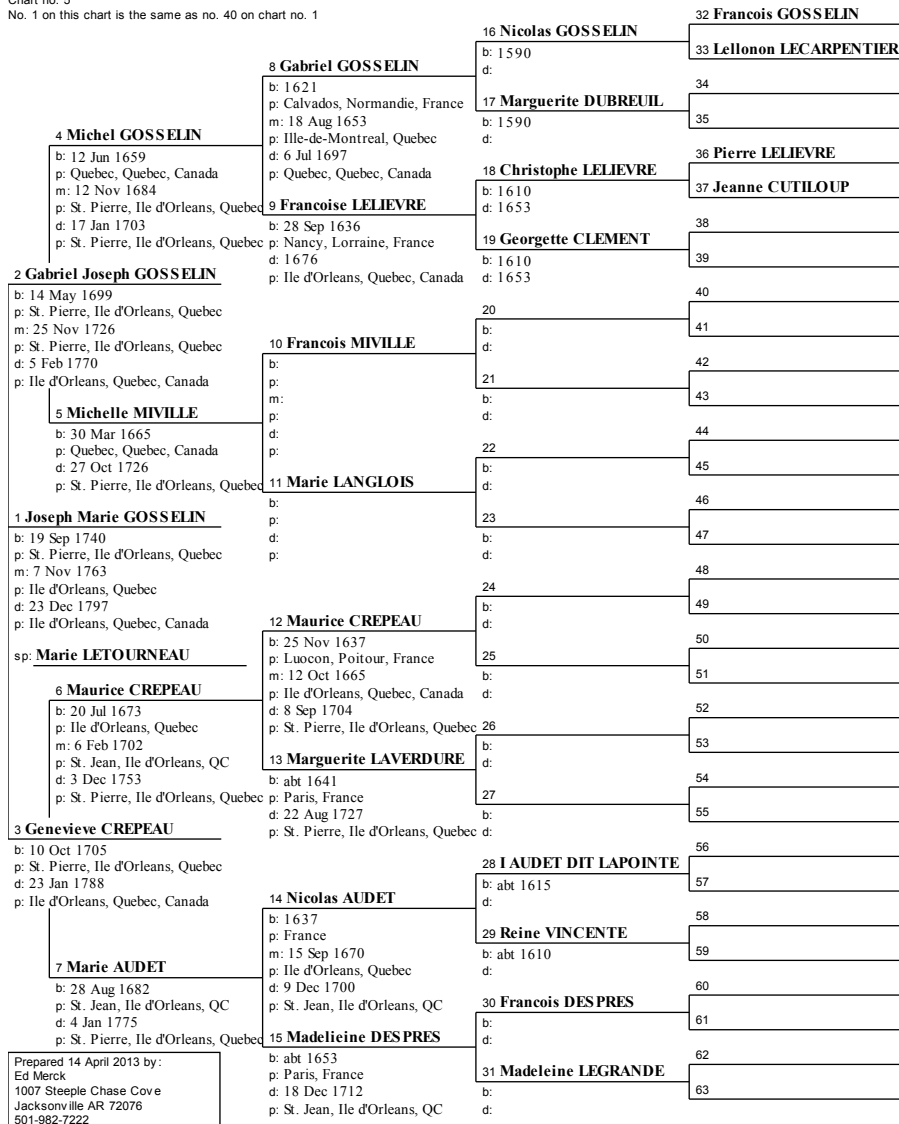 Chart no. 5
No. 1 on this chart is the same as no. 40 on chart no. 1
1 Joseph Marie GOSSELIN
b: 19 Sep 1740
p: St. Pierre, Ile d'Orleans, Quebec
m: 7 Nov 1763
p: Ile d'Orleans, Quebec
d: 23 Dec 1797
p: Ile d'Orleans, Quebec, Canada
sp: Marie LETOURNEAU
2 Gabriel Joseph GOSSELIN
b: 14 May 1699
p: St. Pierre, Ile d'Orleans, Quebec
m: 25 Nov 1726
p: St. Pierre, Ile d'Orleans, Quebec
d: 5 Feb 1770
p: Ile d'Orleans, Quebec, Canada
3 Genevieve CREPEAU
b: 10 Oct 1705
p: St. Pierre, Ile d'Orleans, Quebec
d: 23 Jan 1788
p: Ile d'Orleans, Quebec, Canada
4 Michel GOSSELIN
b: 12 Jun 1659
p: Quebec, Quebec, Canada
m: 12 Nov 1684
p: St. Pierre, Ile d'Orleans, Quebec
d: 17 Jan 1703
p: St. Pierre, Ile d'Orleans, Quebec
5 Michelle MIVILLE
b: 30 Mar 1665
p: Quebec, Quebec, Canada
d: 27 Oct 1726
p: St. Pierre, Ile d'Orleans, Quebec
6 Maurice CREPEAU
b: 20 Jul 1673
p: Ile d'Orleans, Quebec
m: 6 Feb 1702
p: St. Jean, Ile d'Orleans, QC
d: 3 Dec 1753
p: St. Pierre, Ile d'Orleans, Quebec
7 Marie AUDET
b: 28 Aug 1682
p: St. Jean, Ile d'Orleans, QC
d: 4 Jan 1775
p: St. Pierre, Ile d'Orleans, Quebec
8 Gabriel GOSSELIN
b: 1621
p: Calvados, Normandie, France
m: 18 Aug 1653
p: Ille-de-Montreal, Quebec
d: 6 Jul 1697
p: Quebec, Quebec, Canada
9 Francoise LELIEVRE
b: 28 Sep 1636
p: Nancy, Lorraine, France
d: 1676
p: Ile d'Orleans, Quebec, Canada
10 Francois MIVILLE
b:
p:
m:
p:
d:
p:
11 Marie LANGLOIS
b:
p:
d:
p:
12 Maurice CREPEAU
b: 25 Nov 1637
p: Luocon, Poitour, France
m: 12 Oct 1665
p: Ile d'Orleans, Quebec, Canada
d: 8 Sep 1704
p: St. Pierre, Ile d'Orleans, Quebec
13 Marguerite LAVERDURE
b: abt 1641
p: Paris, France
d: 22 Aug 1727
p: St. Pierre, Ile d'Orleans, Quebec
14 Nicolas AUDET
b: 1637
p: France
m: 15 Sep 1670
p: Ile d'Orleans, Quebec
d: 9 Dec 1700
p: St. Jean, Ile d'Orleans, QC
15 Madelieine DESPRES
b: abt 1653
p: Paris, France
d: 18 Dec 1712
p: St. Jean, Ile d'Orleans, QC
16 Nicolas GOSSELIN
b: 1590
d:
17 Marguerite DUBREUIL
b: 1590
d:
18 Christophe LELIEVRE
b: 1610
d: 1653
19 Georgette CLEMENT
b: 1610
d: 1653
20
b:
d:
21
b:
d:
22
b:
d:
23
b:
d:
24
b:
d:
25
b:
d:
26
b:
d:
27
b:
d:
28 I AUDET DIT LAPOINTE
b: abt 1615
d:
29 Reine VINCENTE
b: abt 1610
d:
30 Francois DESPRES
b:
d:
31 Madeleine LEGRANDE
b:
d:
32 Francois GOSSELIN
33 Lellonon LECARPENTIER
34
35
36 Pierre LELIEVRE
37 Jeanne CUTILOUP
38
39
40
41
42
43
44
45
46
47
48
49
50
51
52
53
54
55
56
57
58
59
60
61
62
63
Prepared 14 April 2013 by:
Ed Merck
1007 Steeple Chase Cove
Jacksonville AR 72076
501-982-7222